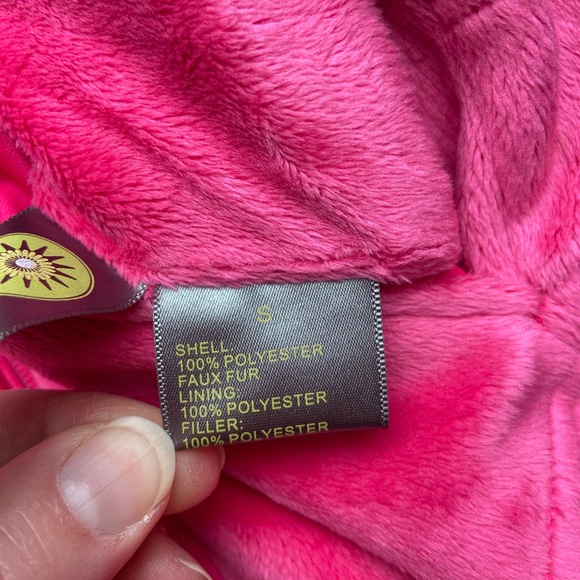 S
SHELL
100% POLYESTER
FAUX FUR
LINING:
100% POLYESTER
FILLER:
100% POLYESTER